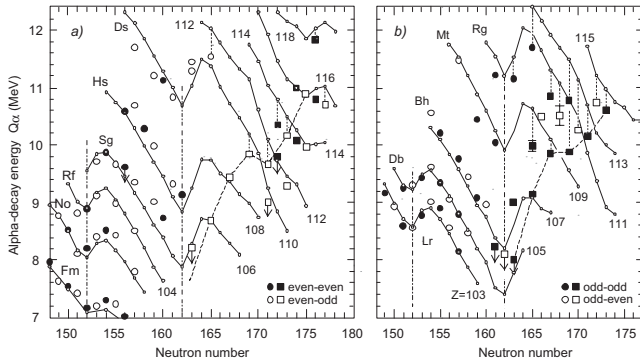 Alpha-decay energy Qα (MeV)
12
11
10
9
8
7
a)
Ds
112
114
118
Hs
116
Sg
Rf
No
Fm
114
112
110
108
106
104
even-even
even-odd
150 155 160 165 170 175 180
Neutron number
b)
Mt
Rg
115
Bh
Db
Lr
113
111
109
107
105
Z=103
odd-odd
odd-even
150 155 160 165 170 175
Neutron number